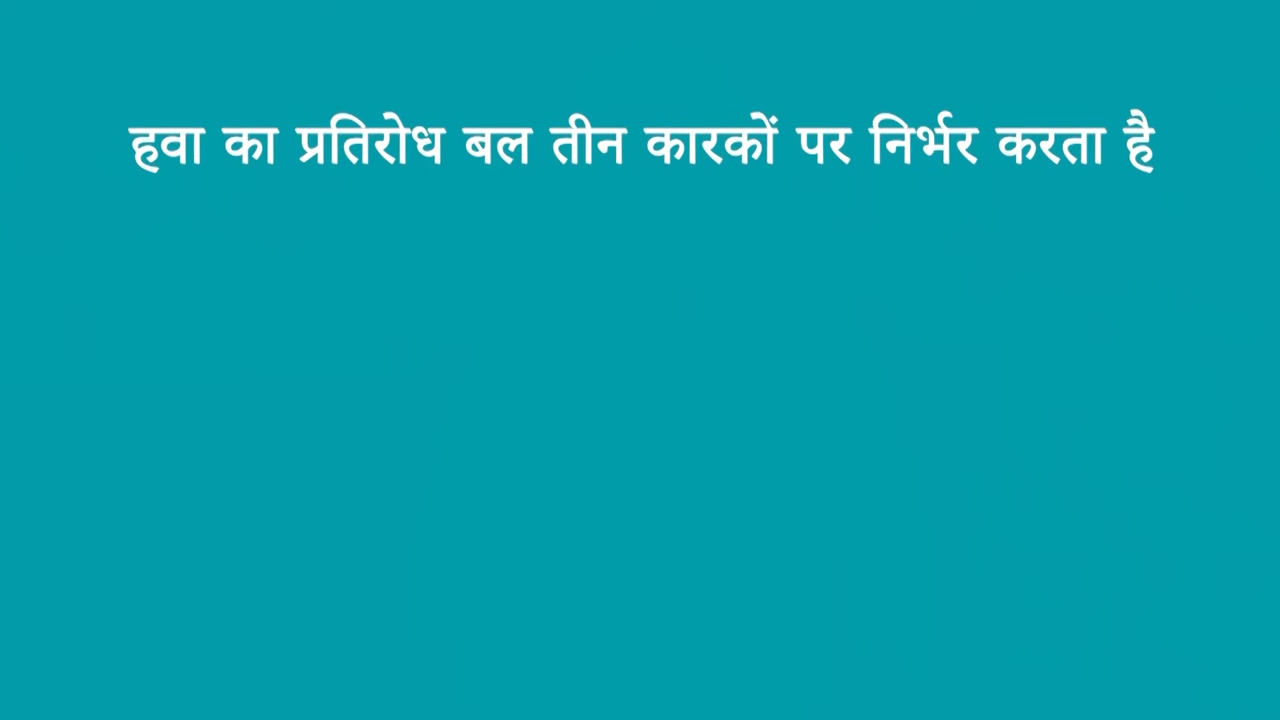 हवा का प्रतिरोध बल तीन कारकों पर निर्भर करता है